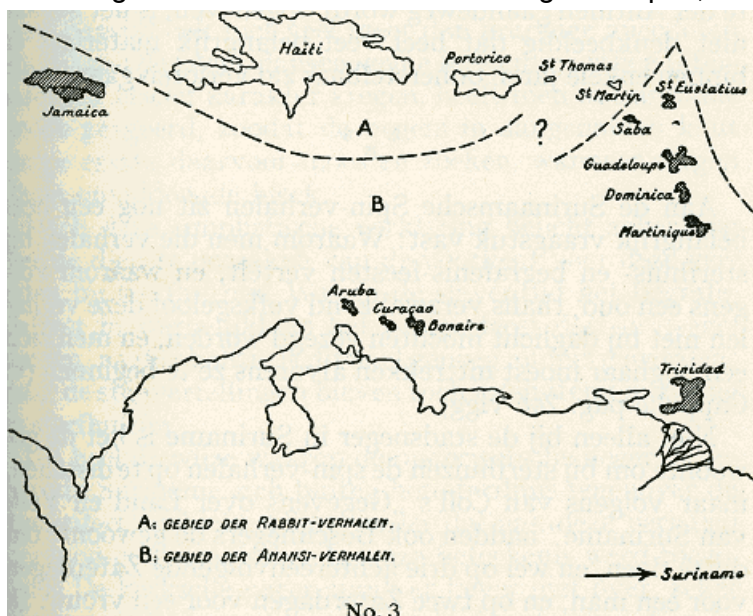 Haïti
Portorico
St Thomas
St Martin
St Eustatius
Jamaica
Saba
A
?
Guadeloupe
B
Dominica
Martinique
Aruba
Curaçao
Bonaire
Trinidad
A: GEBIED DER RABBIT-VERHALEN.
B: GEBIED DER ANANSI-VERHALEN.
Suriname
No. 3